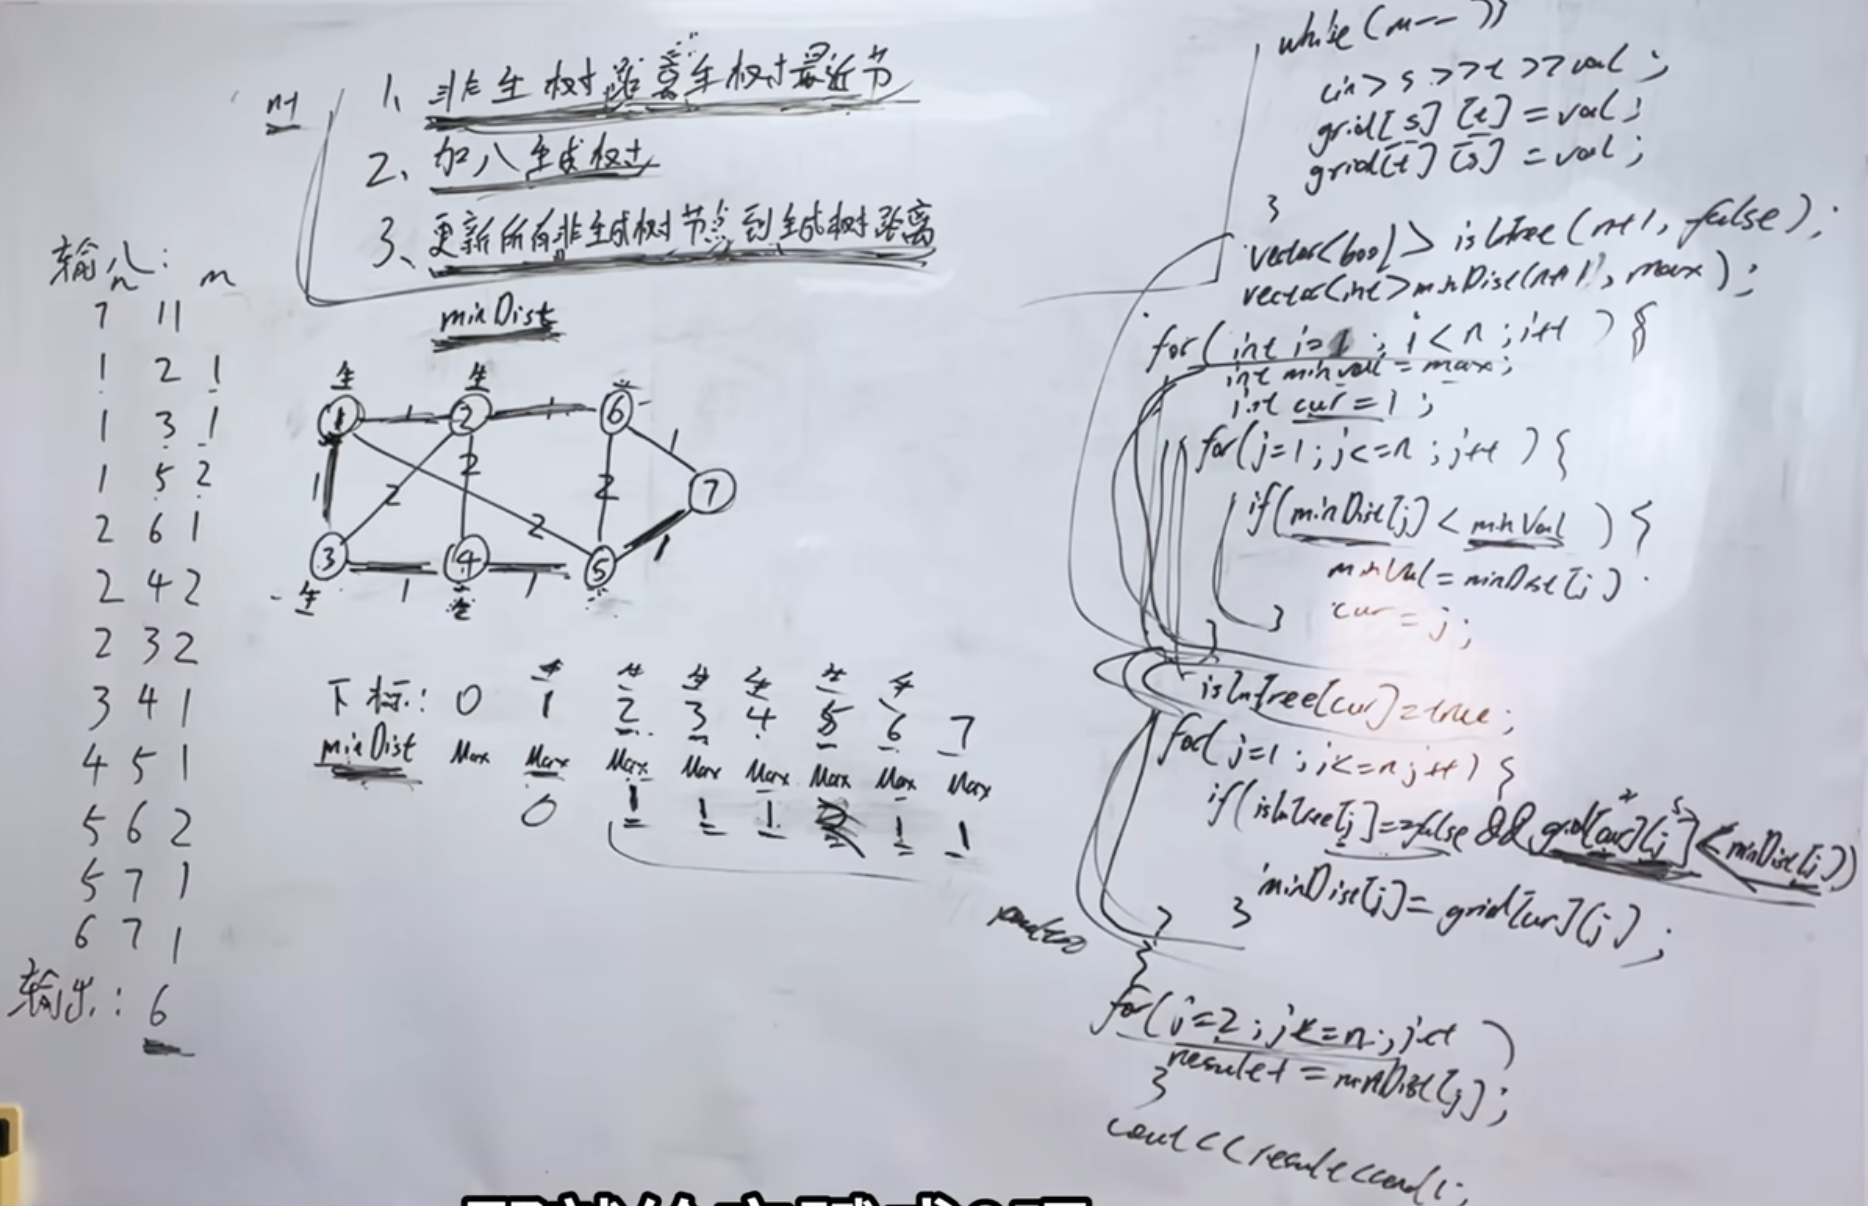 n-1
1、非生树 离 生树最近节
2、加入生成树
3、更新所有非生成树节点到生成树距离
minDist
输入:
n m
7 11
1 2 1
1 3 1
1 5 2
2 6 1
2 4 2
2 3 2
3 4 1
4 5 1
5 6 2
5 7 1
6 7 1
输出: 6
生 生
1 1 2 1 6
1 2 2 2 1 7
2 1
3 1 4 1 5
生 生
生 生 生 生 生 生
下标: 0 1 2 3 4 5 6 7
minDist Max Max Max Max Max Max Max Max
0 1 1 1 2 1 1
while(m--))
cin> s >>t >>val ;
grid[s][t] = val ;
grid[t][s] = val ;
}
vector<bool> isInTree (n+1, false);
vector<int>minDist(n+1, max);
for( int i=1 ; i < n ; i++ ) {
int minVal = max;
int cur = 1 ;
for(j=1 ; j<=n ; j++ ) {
if(minDist[j] < minVal ) {
minVal = minDist[j]
cur = j;
}
}
isInTree[cur]=true;
for( j=1 ; j<=n j++ ) {
if(isInTree[j]==false && grid[cur][j] < minDist[j])
minDist[j]= grid[cur][j] ;
}
}
}
for( j=2 ; j<=n ; j++ )
result+ = minDist[j];
}
cout<<result<<endl;